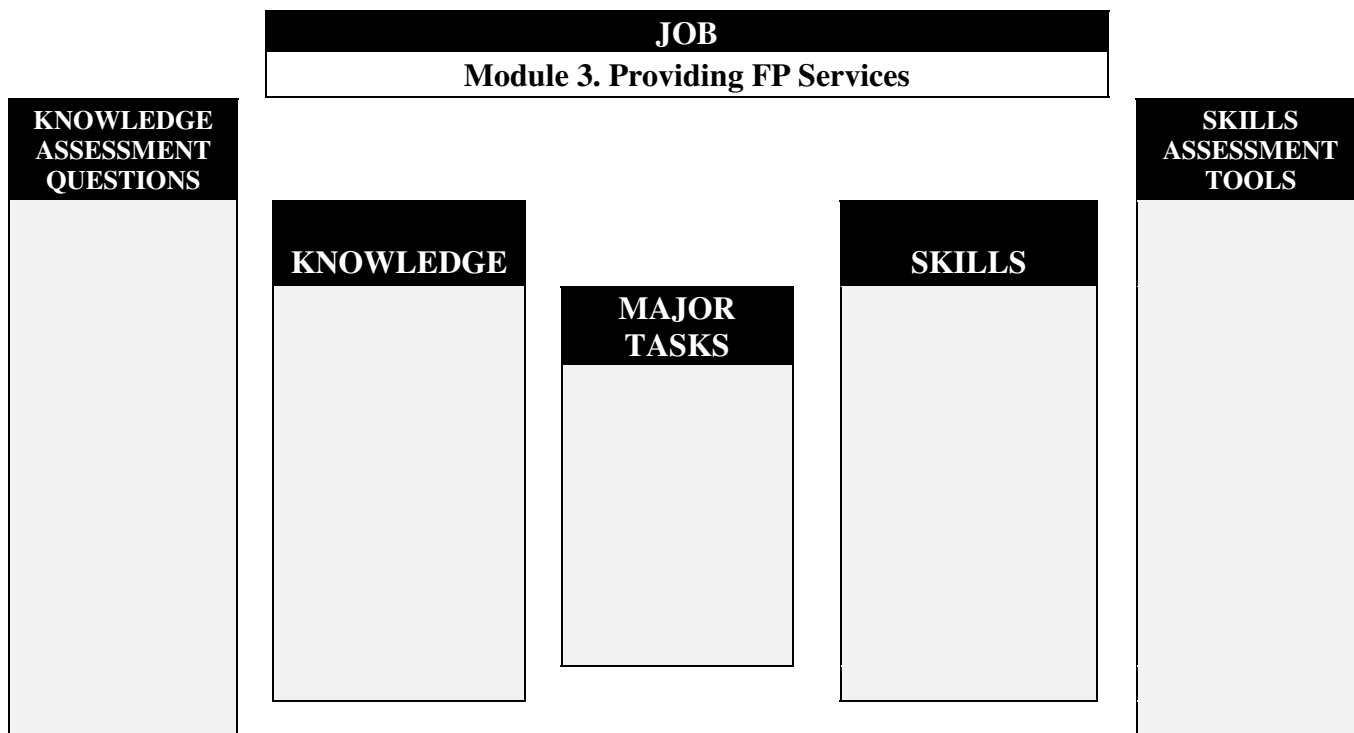 JOB
Module 3. Providing FP Services
KNOWLEDGE
ASSESSMENT
QUESTIONS
SKILLS
ASSESSMENT
TOOLS
KNOWLEDGE
SKILLS
MAJOR
TASKS